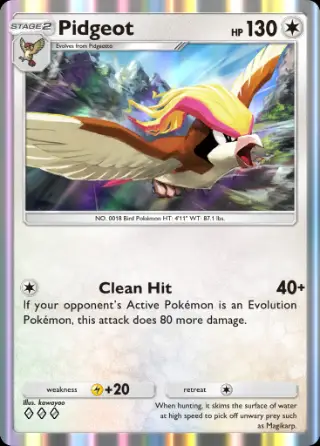 STAGE2
Pidgeot
HP 130
Evolves from Pidgeotto
NO. 0018 Bird Pokémon HT: 4'11" WT: 87.1 lbs.
Clean Hit 40+
If your opponent's Active Pokémon is an Evolution
Pokémon, this attack does 80 more damage.
weakness +20 retreat
illus. kawayoo
When hunting, it skims the surface of water
at high speed to pick off unwary prey such
as Magikarp.